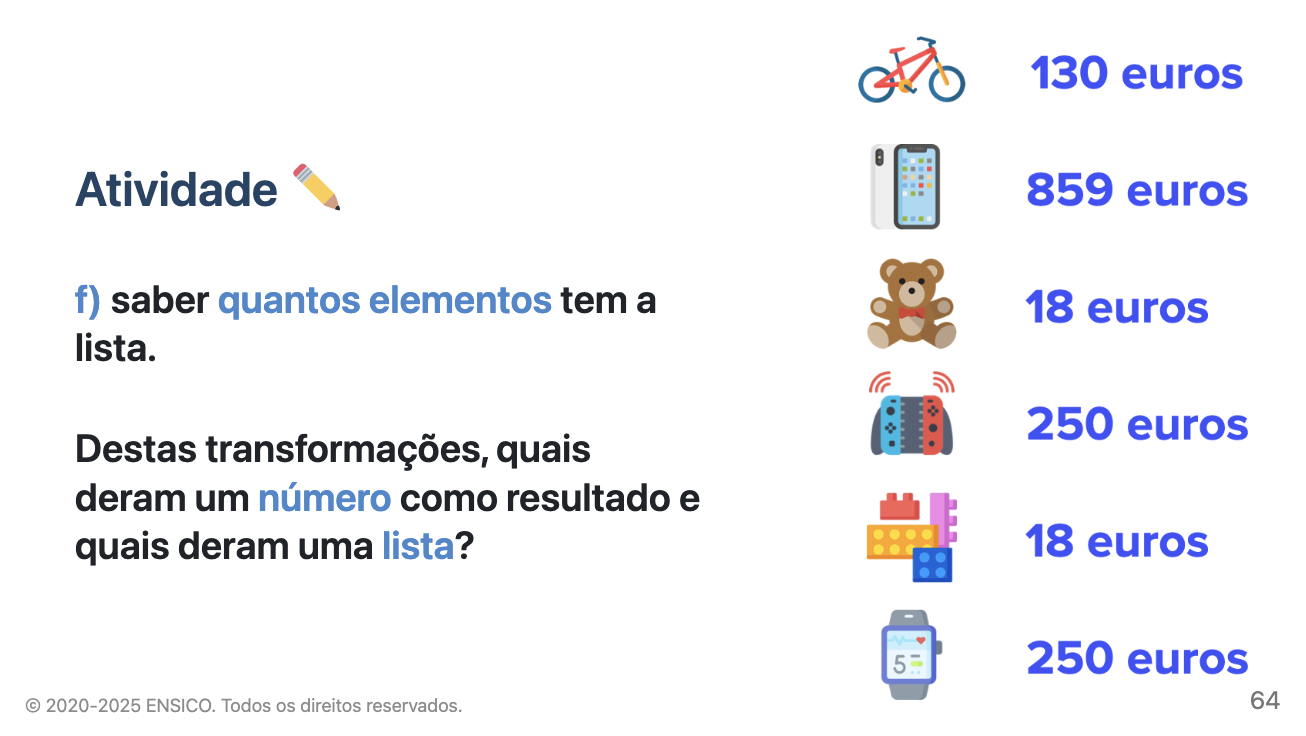 Atividade
f) saber quantos elementos tem a
lista.
Destas transformações, quais
deram um número como resultado e
quais deram uma lista?
130 euros
859 euros
18 euros
250 euros
18 euros
5
250 euros
© 2020-2025 ENSICO. Todos os direitos reservados.
64